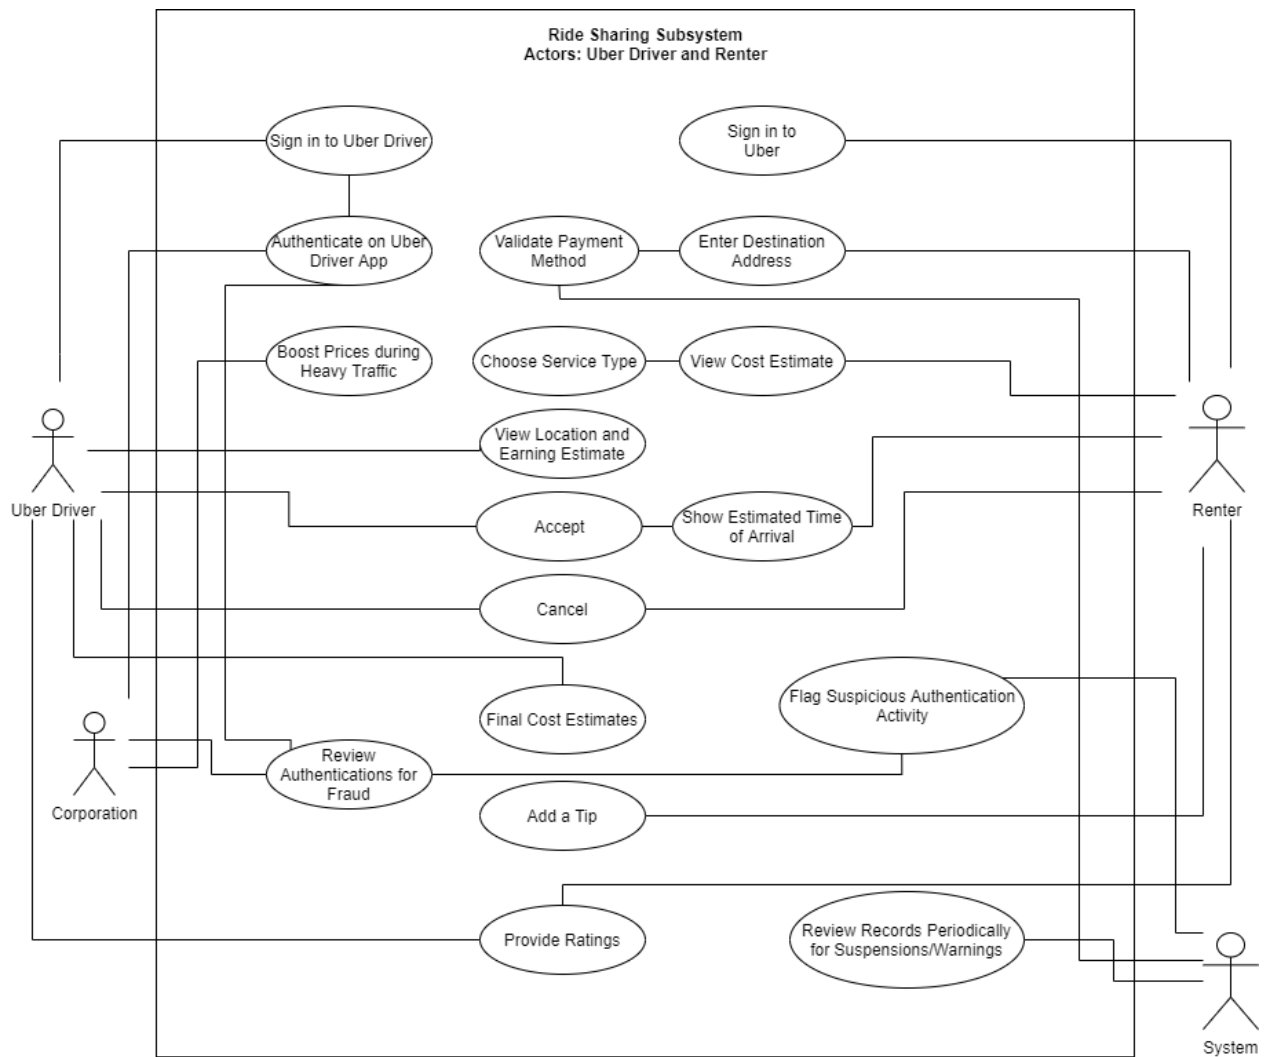 Ride Sharing Subsystem
Actors: Uber Driver and Renter
Sign in to Uber Driver
Sign in to
Uber
Authenticate on Uber
Driver App
Validate Payment
Method
Enter Destination
Address
Boost Prices during
Heavy Traffic
Choose Service Type
View Cost Estimate
View Location and
Earning Estimate
Uber Driver
Renter
Accept
Show Estimated Time
of Arrival
Cancel
Flag Suspicious Authentication
Activity
Final Cost Estimates
Review
Authentications for
Fraud
Corporation
Add a Tip
Provide Ratings
Review Records Periodically
for Suspensions/Warnings
System